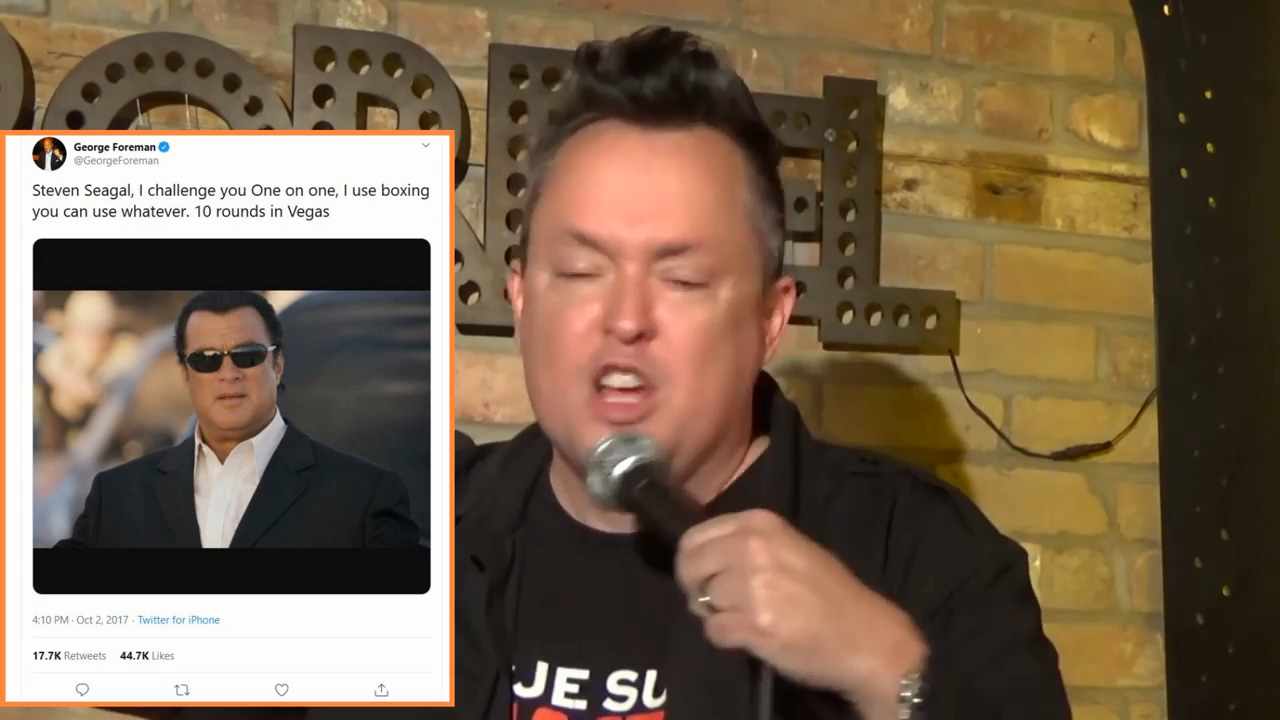 George Foreman
@GeorgeForeman
Steven Seagal, I challenge you One on one, I use boxing
you can use whatever. 10 rounds in Vegas
4:10 PM · Oct 2, 2017 · Twitter for iPhone
17.7K Retweets 44.7K Likes
JE SU